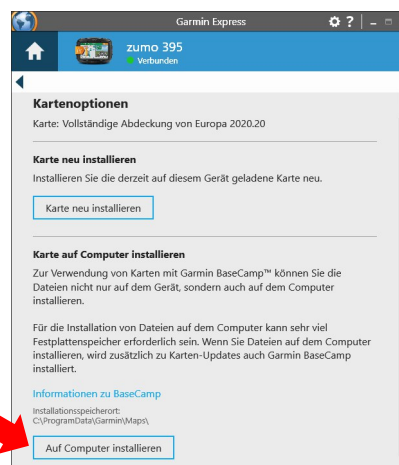 Garmin Express
zumo 395
Verbunden
Kartenoptionen
Karte: Vollständige Abdeckung von Europa 2020.20
Karte neu installieren
Installieren Sie die derzeit auf diesem Gerät geladene Karte neu.
Karte neu installieren
Karte auf Computer installieren
Zur Verwendung von Karten mit Garmin BaseCamp™ können Sie die
Dateien nicht nur auf dem Gerät, sondern auch auf dem Computer
installieren.
Für die Installation von Dateien auf dem Computer kann sehr viel
Festplattenspeicher erforderlich sein. Wenn Sie Dateien auf dem Computer
installieren, wird zusätzlich zu Karten-Updates auch Garmin BaseCamp
installiert.
Informationen zu BaseCamp
Installationsspeicherort:
C:\ProgramData\Garmin\Maps\
Auf Computer installieren